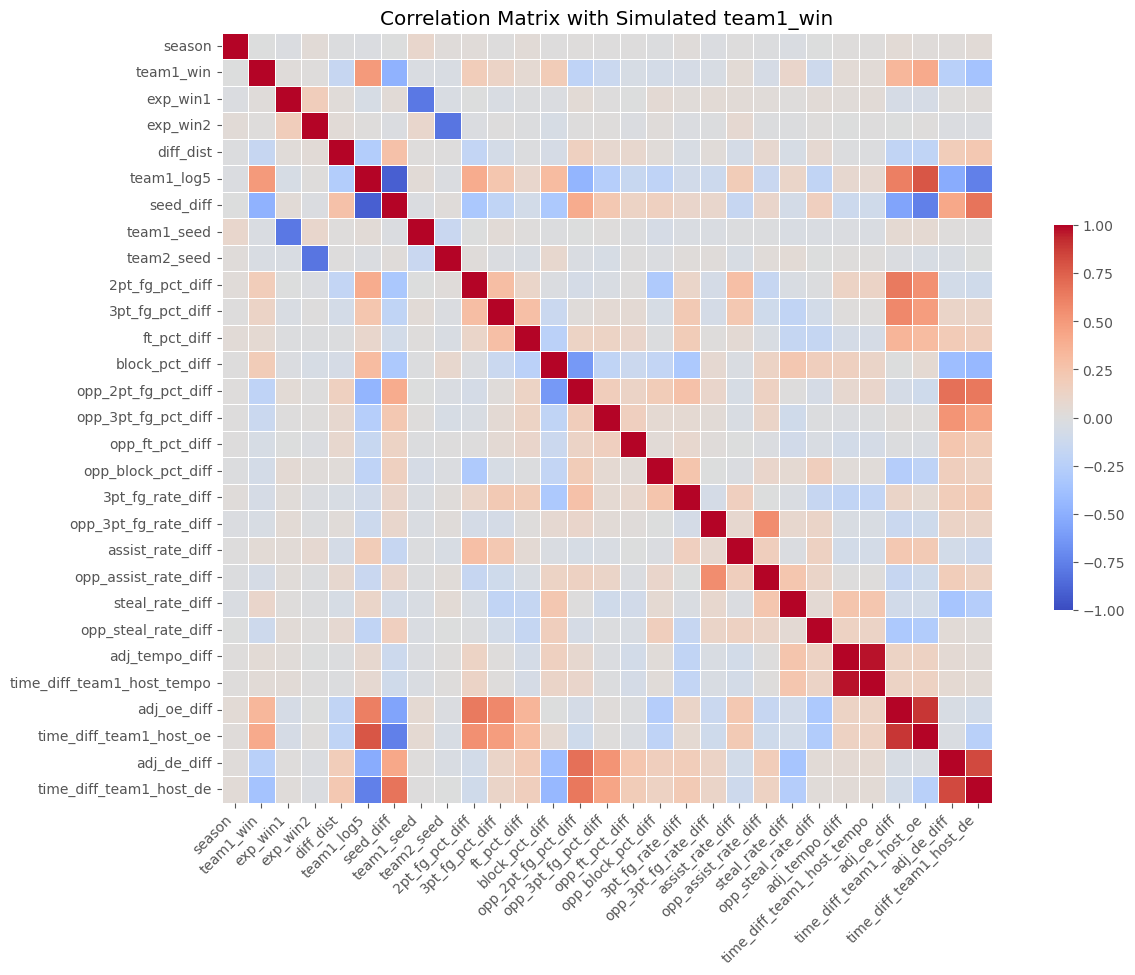 Correlation Matrix with Simulated team1_win
season
team1_win
exp_win1
exp_win2
diff_dist
team1_log5
seed_diff
team1_seed
team2_seed
2pt_fg_pct_diff
3pt_fg_pct_diff
ft_pct_diff
block_pct_diff
opp_2pt_fg_pct_diff
opp_3pt_fg_pct_diff
opp_ft_pct_diff
opp_block_pct_diff
3pt_fg_rate_diff
opp_3pt_fg_rate_diff
assist_rate_diff
opp_assist_rate_diff
steal_rate_diff
opp_steal_rate_diff
adj_tempo_diff
time_diff_team1_host_tempo
adj_oe_diff
time_diff_team1_host_oe
adj_de_diff
time_diff_team1_host_de
season
team1_win
exp_win1
exp_win2
diff_dist
team1_log5
seed_diff
team1_seed
team2_seed
2pt_fg_pct_diff
3pt_fg_pct_diff
ft_pct_diff
block_pct_diff
opp_2pt_fg_pct_diff
opp_3pt_fg_pct_diff
opp_ft_pct_diff
opp_block_pct_diff
3pt_fg_rate_diff
opp_3pt_fg_rate_diff
assist_rate_diff
opp_assist_rate_diff
steal_rate_diff
opp_steal_rate_diff
adj_tempo_diff
time_diff_team1_host_tempo
adj_oe_diff
time_diff_team1_host_oe
adj_de_diff
time_diff_team1_host_de
1.00
0.75
0.50
0.25
0.00
−0.25
−0.50
−0.75
−1.00